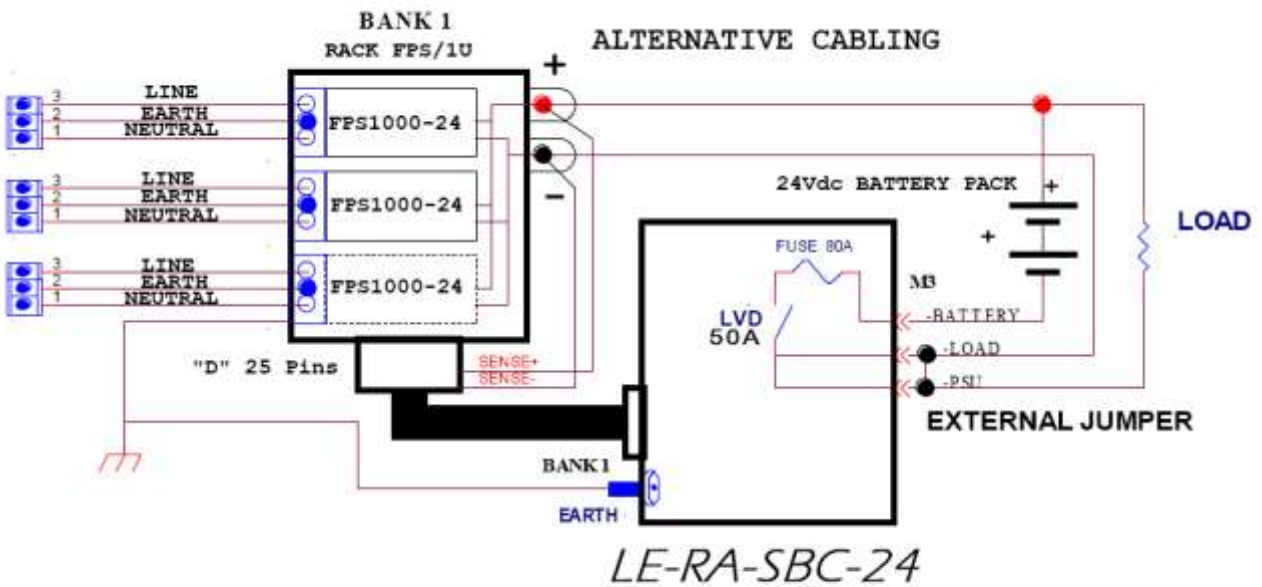 BANK 1
RACK FPS/1U
ALTERNATIVE CABLING
+
3 LINE
2 EARTH
1 NEUTRAL
FPS1000-24
-
3 LINE
2 EARTH
1 NEUTRAL
FPS1000-24
24Vdc BATTERY PACK +
+
LOAD
3 LINE
2 EARTH
1 NEUTRAL
FPS1000-24
FUSE 80A
M3
LVD
50A
-BATTERY
-LOAD
-PSU
"D" 25 Pins
SENSE+
SENSE-
EXTERNAL JUMPER
BANK1
EARTH
LE-RA-SBC-24